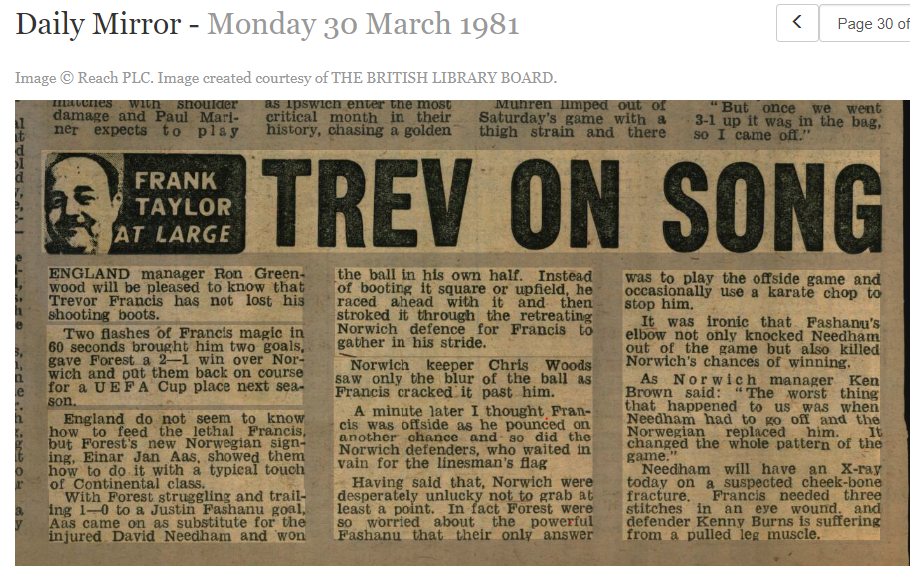 Daily Mirror - Monday 30 March 1981
Page 30 of
Image © Reach PLC. Image created courtesy of THE BRITISH LIBRARY BOARD.
matches with shoulder
damage and Paul Mari-
ner expects to play
as Ipswich enter the most
critical month in their
history, chasing a golden
Muhren limped out of
Saturday's game with a
thigh strain and there
"But once we went
3-1 up it was in the bag,
so I came off."
FRANK
TAYLOR
AT LARGE
TREV ON SONG
ENGLAND manager Ron Green-
wood will be pleased to know that
Trevor Francis has not lost his
shooting boots.
Two flashes of Francis magic in
60 seconds brought him two goals,
gave Forest a 2—1 win over Nor-
wich and put them back on course
for a UEFA Cup place next sea-
son.
England do not seem to know
how to feed the lethal Francis,
but Forest's new Norwegian sign-
ing, Einar Jan Aas, showed them
how to do it with a typical touch
of Continental class.
With Forest struggling and trail-
ing 1—0 to a Justin Fashanu goal,
Aas came on as substitute for the
injured David Needham and won
the ball in his own half. Instead
of booting it square or upfield, he
raced ahead with it and then
stroked it through the retreating
Norwich defence for Francis to
gather in his stride.
Norwich keeper Chris Woods
saw only the blur of the ball as
Francis cracked it past him.
A minute later I thought Fran-
cis was offside as he pounced on
another chance and so did the
Norwich defenders, who waited in
vain for the linesman's flag
Having said that, Norwich were
desperately unlucky not to grab at
least a point. In fact Forest were
so worried about the powerful
Fashanu that their only answer
was to play the offside game and
occasionally use a karate chop to
stop him.
It was ironic that Fashanu's
elbow not only knocked Needham
out of the game but also killed
Norwich's chances of winning.
As Norwich manager Ken
Brown said: "The worst thing
that happened to us was when
Needham had to go off and the
Norwegian replaced him. It
changed the whole pattern of the
game."
Needham will have an X-ray
today on a suspected cheek-bone
fracture. Francis needed three
stitches in an eye wound, and
defender Kenny Burns is suffering
from a pulled leg muscle.